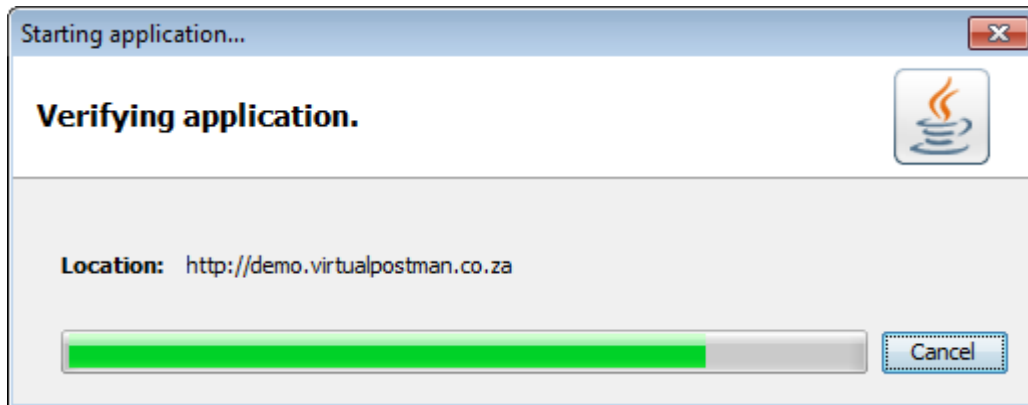 Starting application...
Verifying application.
Location: http://demo.virtualpostman.co.za
Cancel